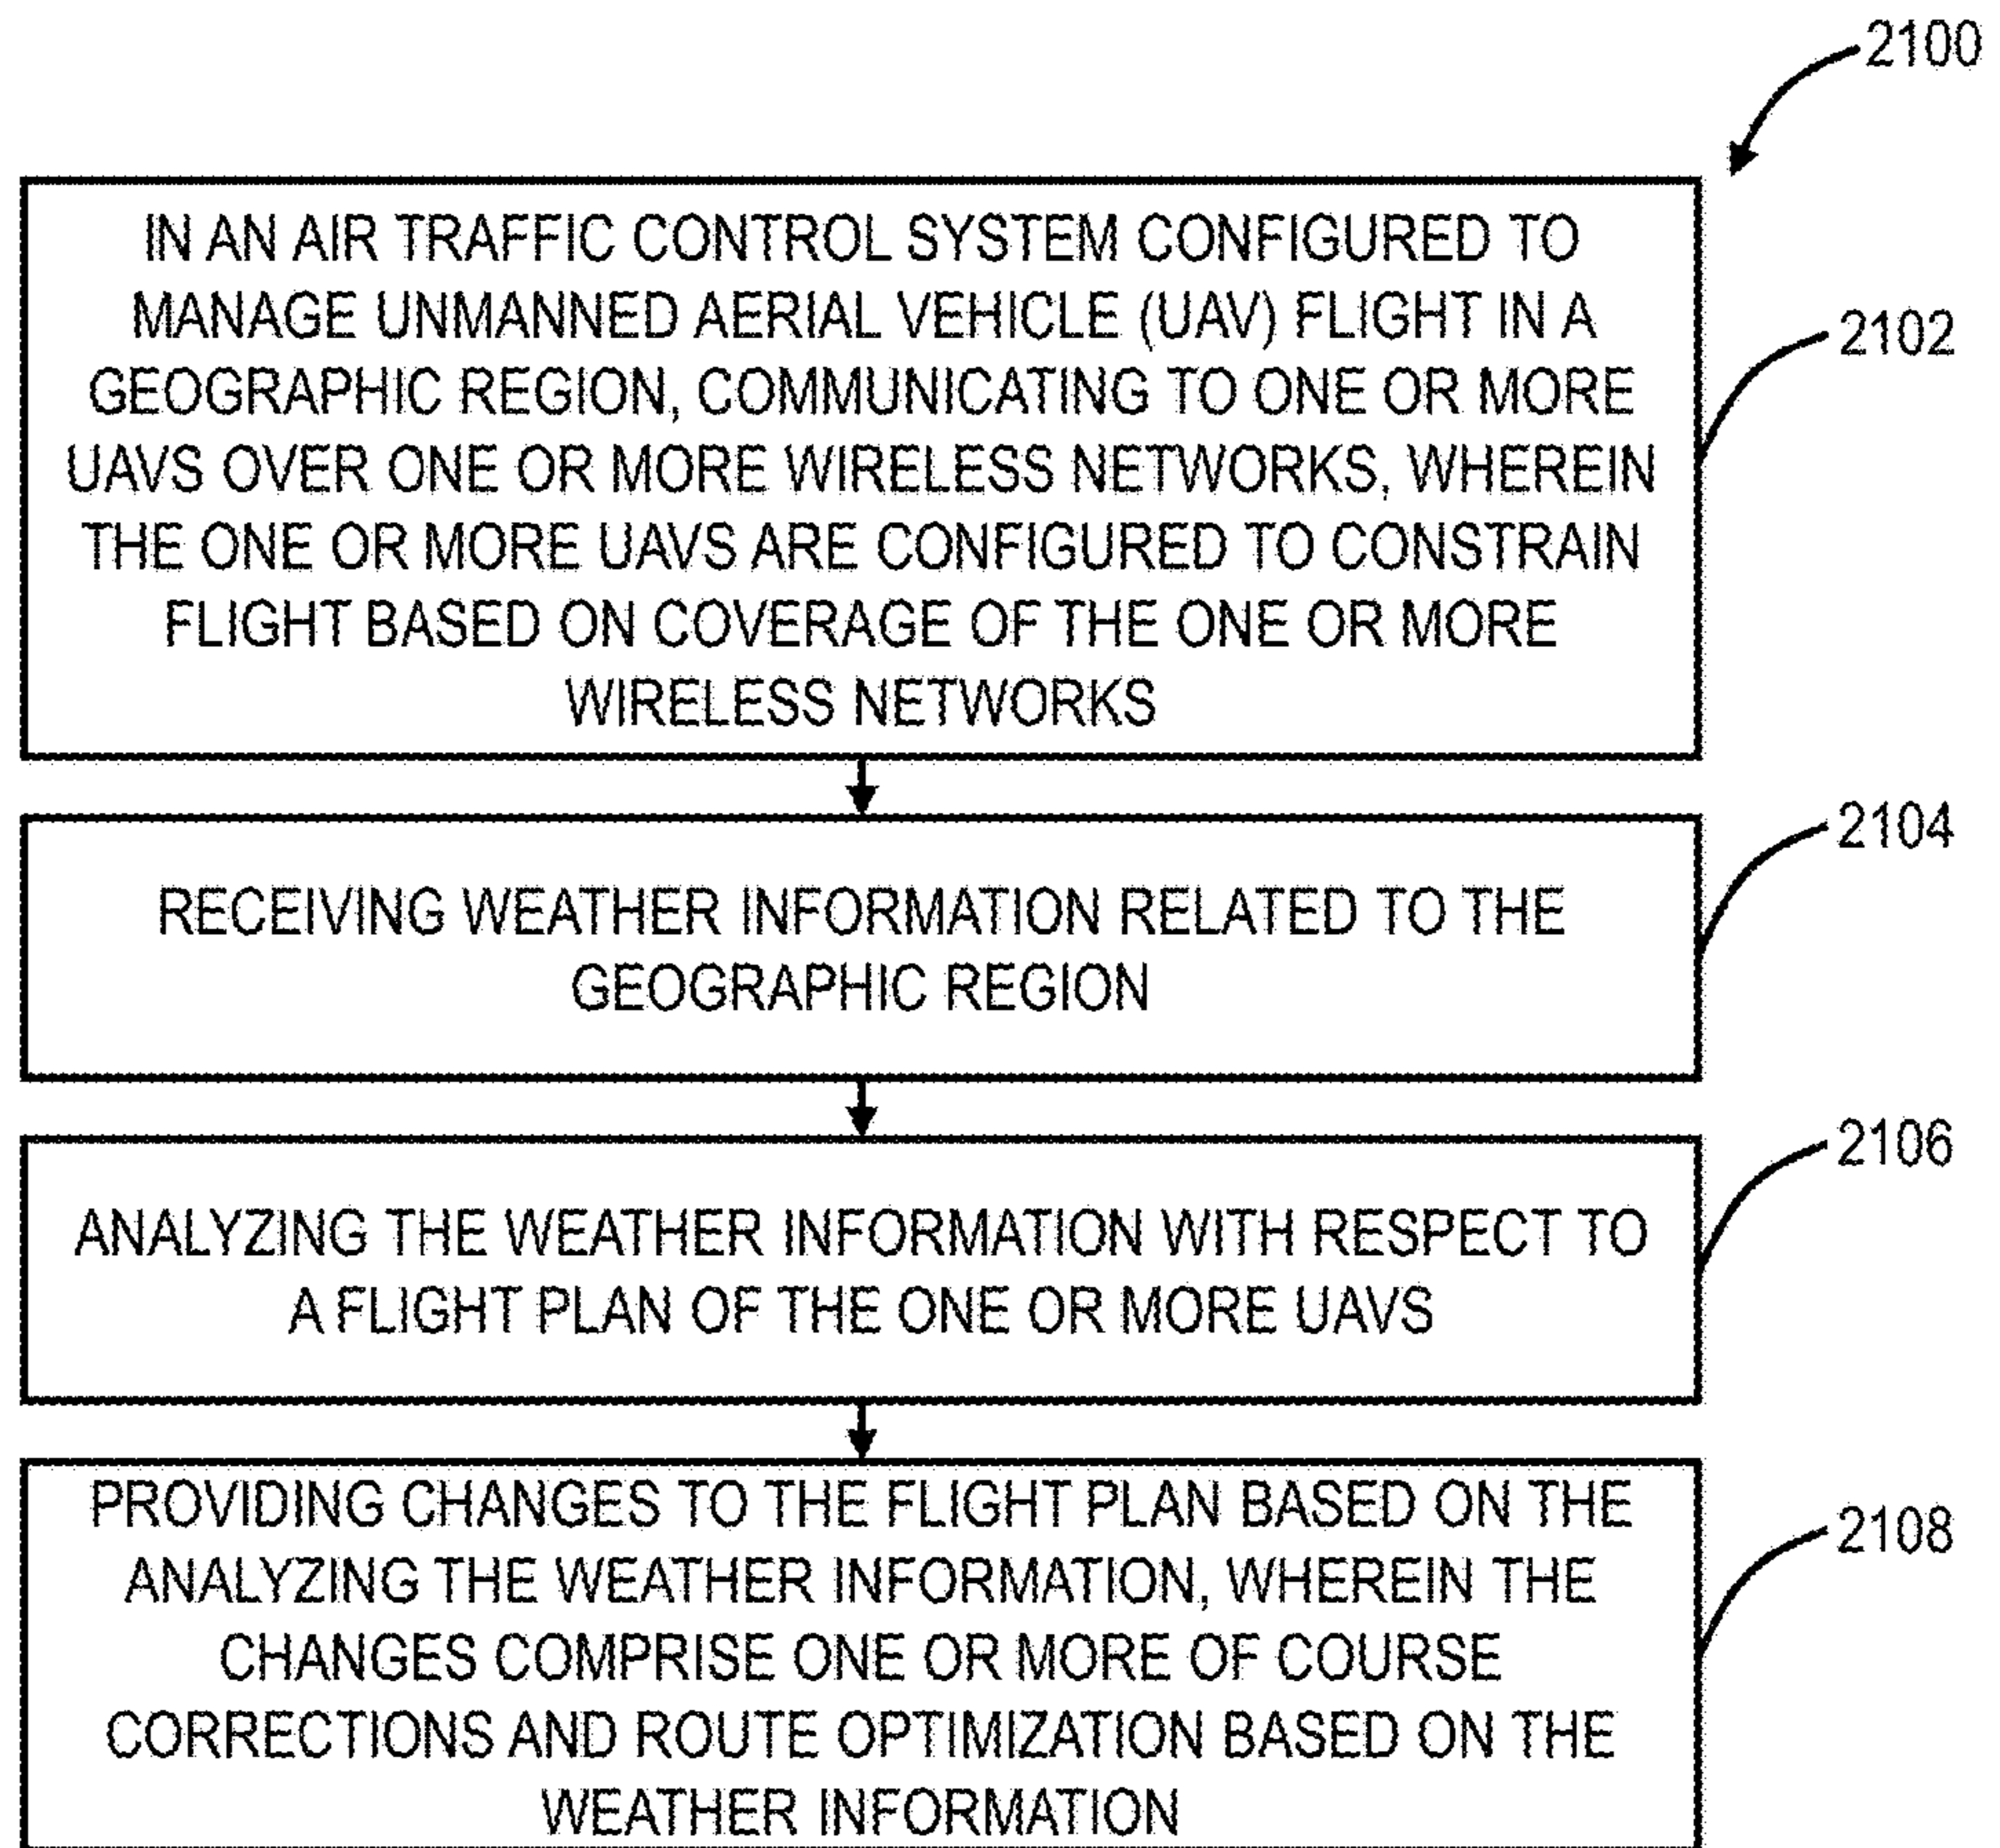 2100
IN AN AIR TRAFFIC CONTROL SYSTEM CONFIGURED TO
MANAGE UNMANNED AERIAL VEHICLE (UAV) FLIGHT IN A
GEOGRAPHIC REGION, COMMUNICATING TO ONE OR MORE
UAVS OVER ONE OR MORE WIRELESS NETWORKS, WHEREIN
THE ONE OR MORE UAVS ARE CONFIGURED TO CONSTRAIN
FLIGHT BASED ON COVERAGE OF THE ONE OR MORE
WIRELESS NETWORKS
2102
RECEIVING WEATHER INFORMATION RELATED TO THE
GEOGRAPHIC REGION
2104
ANALYZING THE WEATHER INFORMATION WITH RESPECT TO
A FLIGHT PLAN OF THE ONE OR MORE UAVS
2106
PROVIDING CHANGES TO THE FLIGHT PLAN BASED ON THE
ANALYZING THE WEATHER INFORMATION, WHEREIN THE
CHANGES COMPRISE ONE OR MORE OF COURSE
CORRECTIONS AND ROUTE OPTIMIZATION BASED ON THE
WEATHER INFORMATION
2108